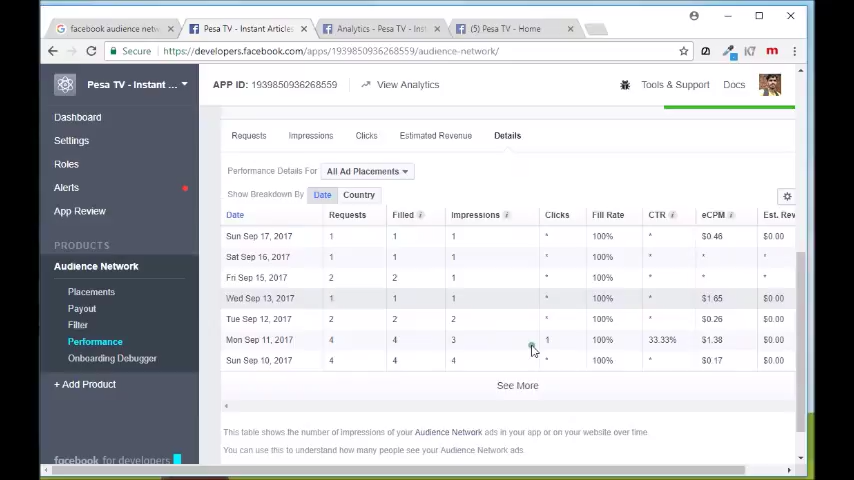 facebook audience netw
Pesa TV - Instant Articles
Analytics - Pesa TV - Inst
(5) Pesa TV - Home
Secure
https://developers.facebook.com/apps/1939850936268559/audience-network/
Pesa TV - Instant ...
APP ID: 1939850936268559
View Analytics
Tools & Support
Docs
Dashboard
Settings
Roles
Alerts
App Review
PRODUCTS
Audience Network
Placements
Payout
Filter
Performance
Onboarding Debugger
+ Add Product
facebook for developers
Requests Impressions Clicks Estimated Revenue Details
Performance Details For All Ad Placements
Show Breakdown By Date Country
Date Requests Filled Impressions Clicks Fill Rate CTR eCPM Est. Rev
Sun Sep 17, 2017 1 1 1 * 100% * $0.46 $0.00
Sat Sep 16, 2017 1 1 1 * 100% * * *
Fri Sep 15, 2017 2 2 1 * 100% * * *
Wed Sep 13, 2017 1 1 1 * 100% * $1.65 $0.00
Tue Sep 12, 2017 2 2 2 * 100% * $0.26 $0.00
Mon Sep 11, 2017 4 4 3 1 100% 33.33% $1.38 $0.00
Sun Sep 10, 2017 4 4 4 * 100% * $0.17 $0.00
See More
This table shows the number of Impressions of your Audience Network ads in your app or on your website over time.
You can use this to understand how many people see your Audience Network ads